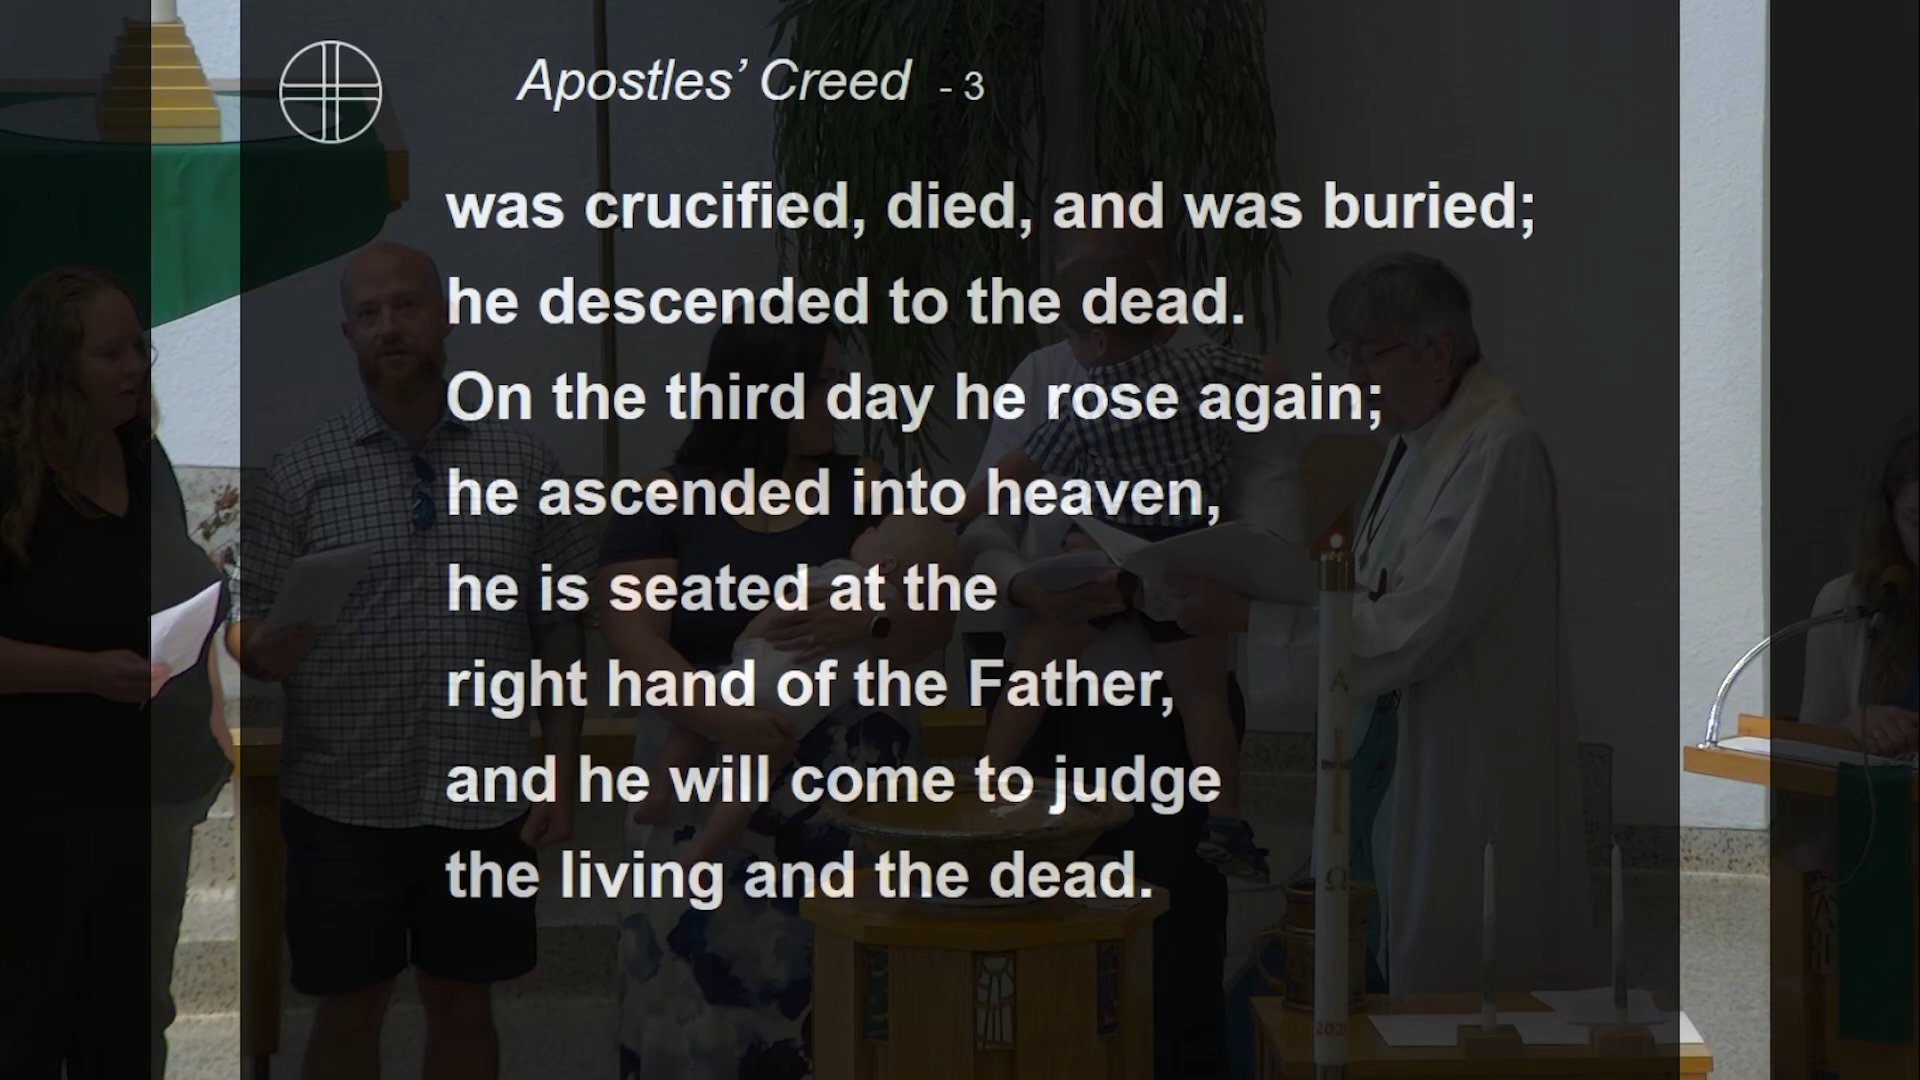 Apostles’ Creed - 3
was crucified, died, and was buried;
he descended to the dead.
On the third day he rose again;
he ascended into heaven,
he is seated at the
right hand of the Father,
and he will come to judge
the living and the dead.
A
Ω
202